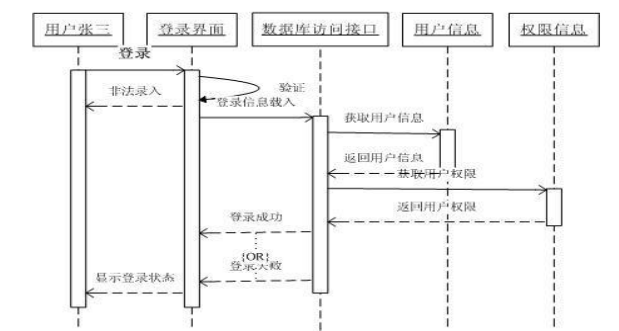 用户张三
登录界面
数据库访问接口
用户信息
权限信息
登录
验证
非法录入
登录信息载入
获取用户信息
返回用户信息
获取用户权限
返回用户权限
登录成功
{OR}
登录失败
显示登录状态